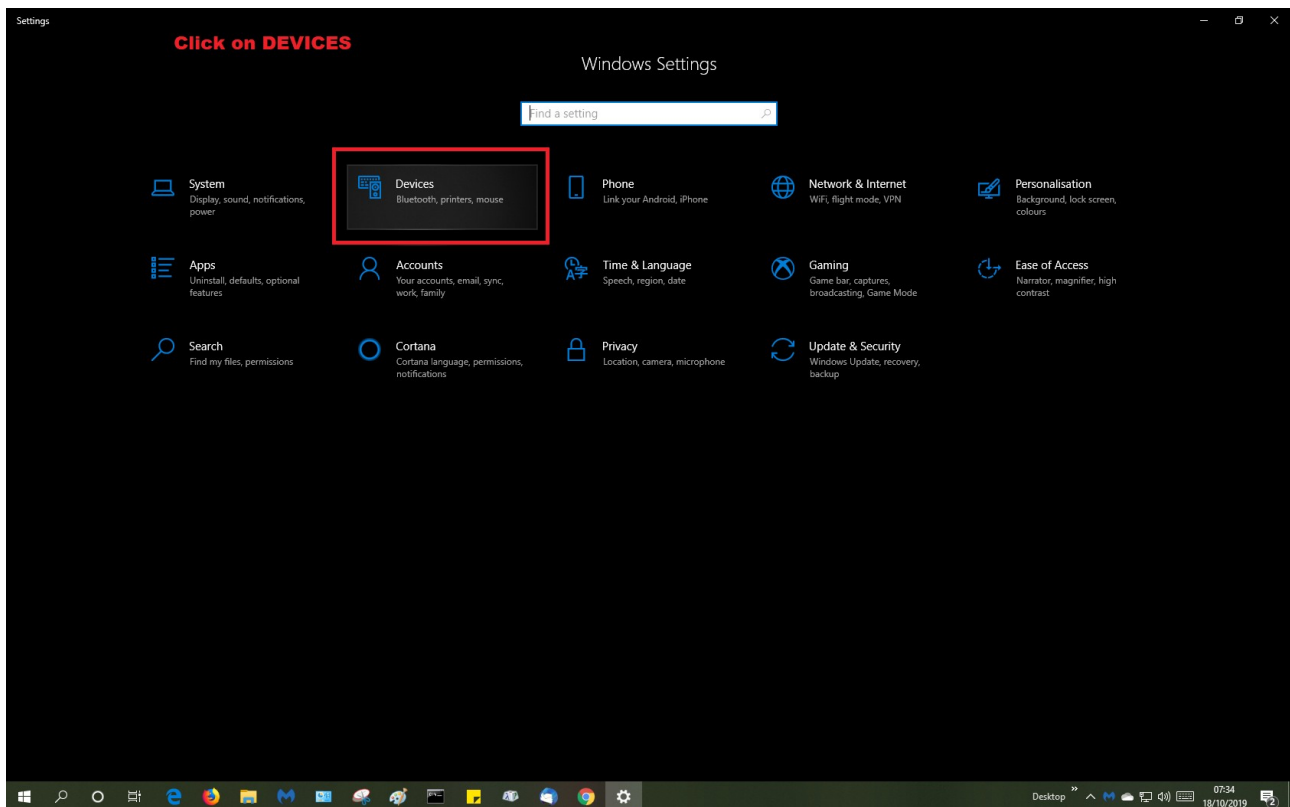 Settings
Click on DEVICES
Windows Settings
Find a setting
System
Display, sound, notifications,
power
Devices
Bluetooth, printers, mouse
Phone
Link your Android, iPhone
Network & Internet
WiFi, flight mode, VPN
Personalisation
Background, lock screen,
colours
Apps
Uninstall, defaults, optional
features
Accounts
Your accounts, email, sync,
work, family
Time & Language
Speech, region, date
Gaming
Game bar, captures,
broadcasting, Game Mode
Ease of Access
Narrator, magnifier, high
contrast
Search
Find my files, permissions
Cortana
Cortana language, permissions,
notifications
Privacy
Location, camera, microphone
Update & Security
Windows Update, recovery,
backup
Desktop
07:34
18/10/2019
2